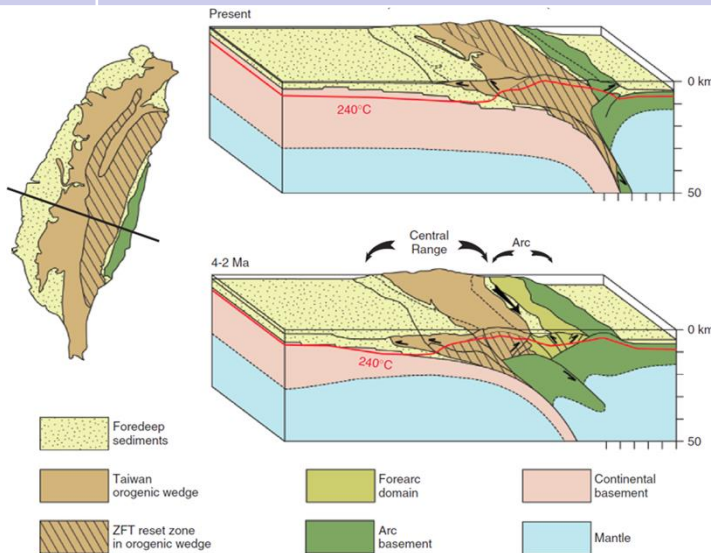 Present
0 km
240°C
50
Central
Range
Arc
4-2 Ma
0 km
240°C
50
Foredeep
sediments
Taiwan
orogenic wedge
ZFT reset zone
in orogenic wedge
Forearc
domain
Arc
basement
Continental
basement
Mantle